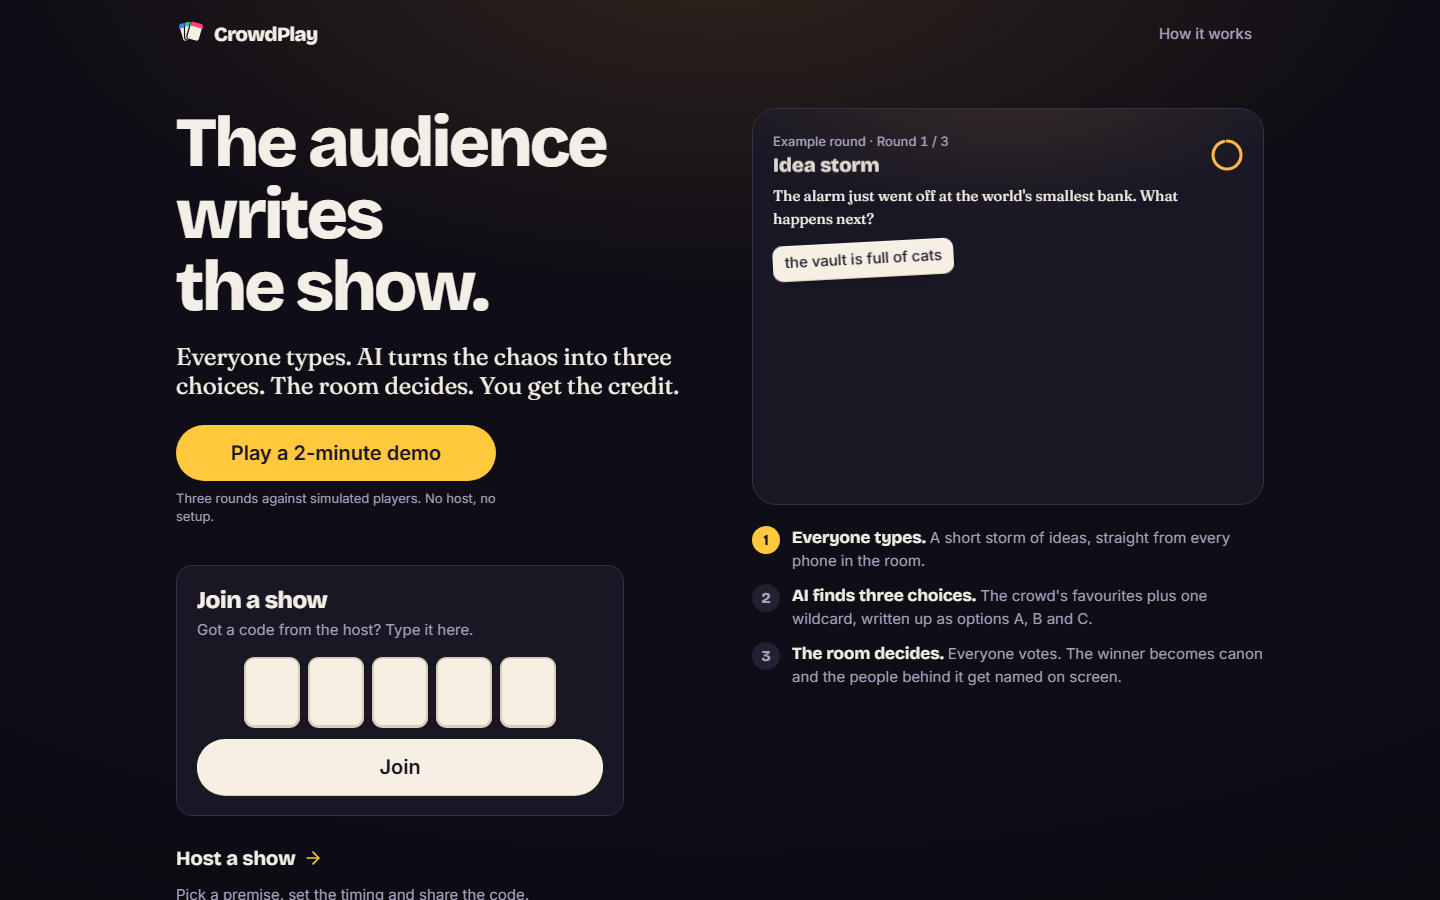 CrowdPlay
How it works
The audience
writes
the show.
Everyone types. AI turns the chaos into three
choices. The room decides. You get the credit.
Play a 2-minute demo
Three rounds against simulated players. No host, no
setup.
Join a show
Got a code from the host? Type it here.
Join
Host a show →
Pick a premise, set the timing and share the code.
Example round · Round 1 / 3
Idea storm
The alarm just went off at the world's smallest bank. What
happens next?
the vault is full of cats
1 Everyone types. A short storm of ideas, straight from every
phone in the room.
2 AI finds three choices. The crowd's favourites plus one
wildcard, written up as options A, B and C.
3 The room decides. Everyone votes. The winner becomes canon
and the people behind it get named on screen.